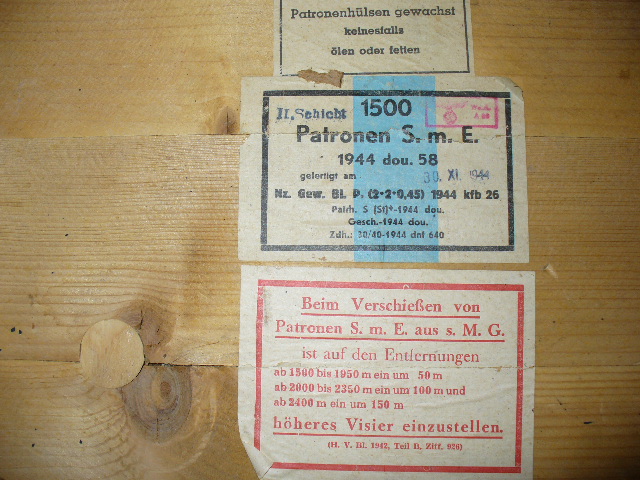 Patronenhülsen gewachst
keinesfalls
ölen oder fetten
II. Schicht 1500
Patronen S. m. E.
1944 dou. 58
gefertigt am 30. XI. 1944
Nz. Gew. Bl. P. (2·2·0,45) 1944 kfb 26
Patrh. S (St)⁺-1944 dou.
Gesch.-1944 dou.
Zdh.: 30/40-1944 dnf 640
Beim Verschießen von
Patronen S. m. E. aus s. M. G.
ist auf den Entfernungen
ab 1500 bis 1950 m ein um 50 m
ab 2000 bis 2350 m ein um 100 m und
ab 2400 m ein um 150 m
höheres Visier einzustellen.
(H. V. Bl. 1942, Teil B, Ziff. 926)